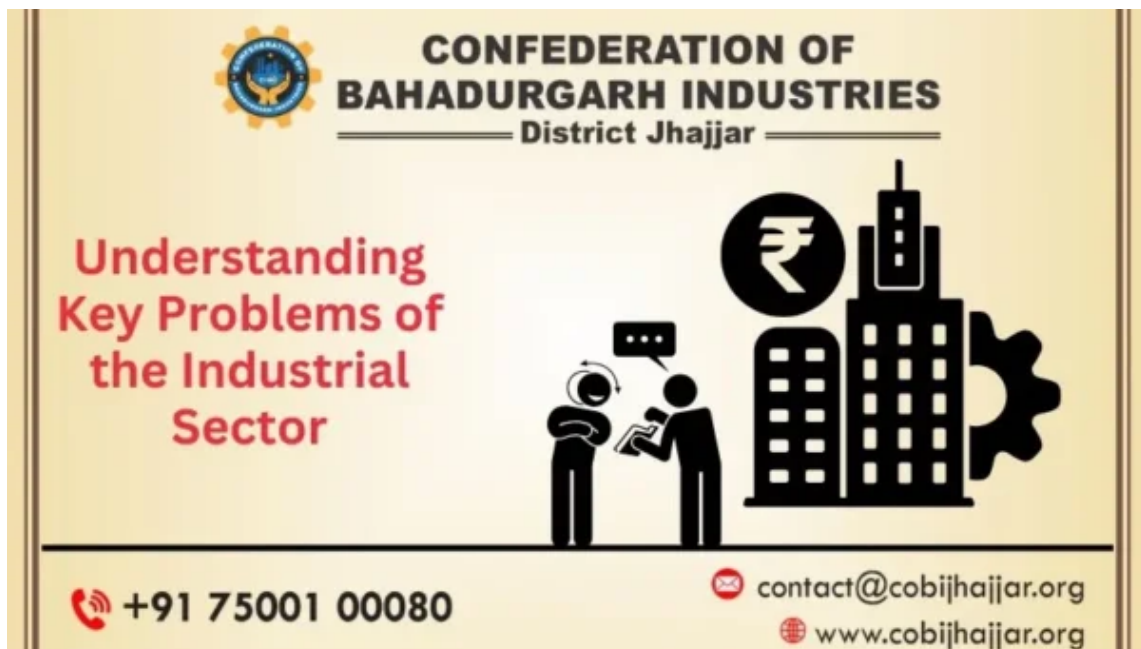 CONFEDERATION OF
BAHADURGARH INDUSTRIES
District Jhajjar
Understanding
Key Problems of
the Industrial
Sector
₹
+91 75001 00080
contact@cobijhajjar.org
www.cobijhajjar.org